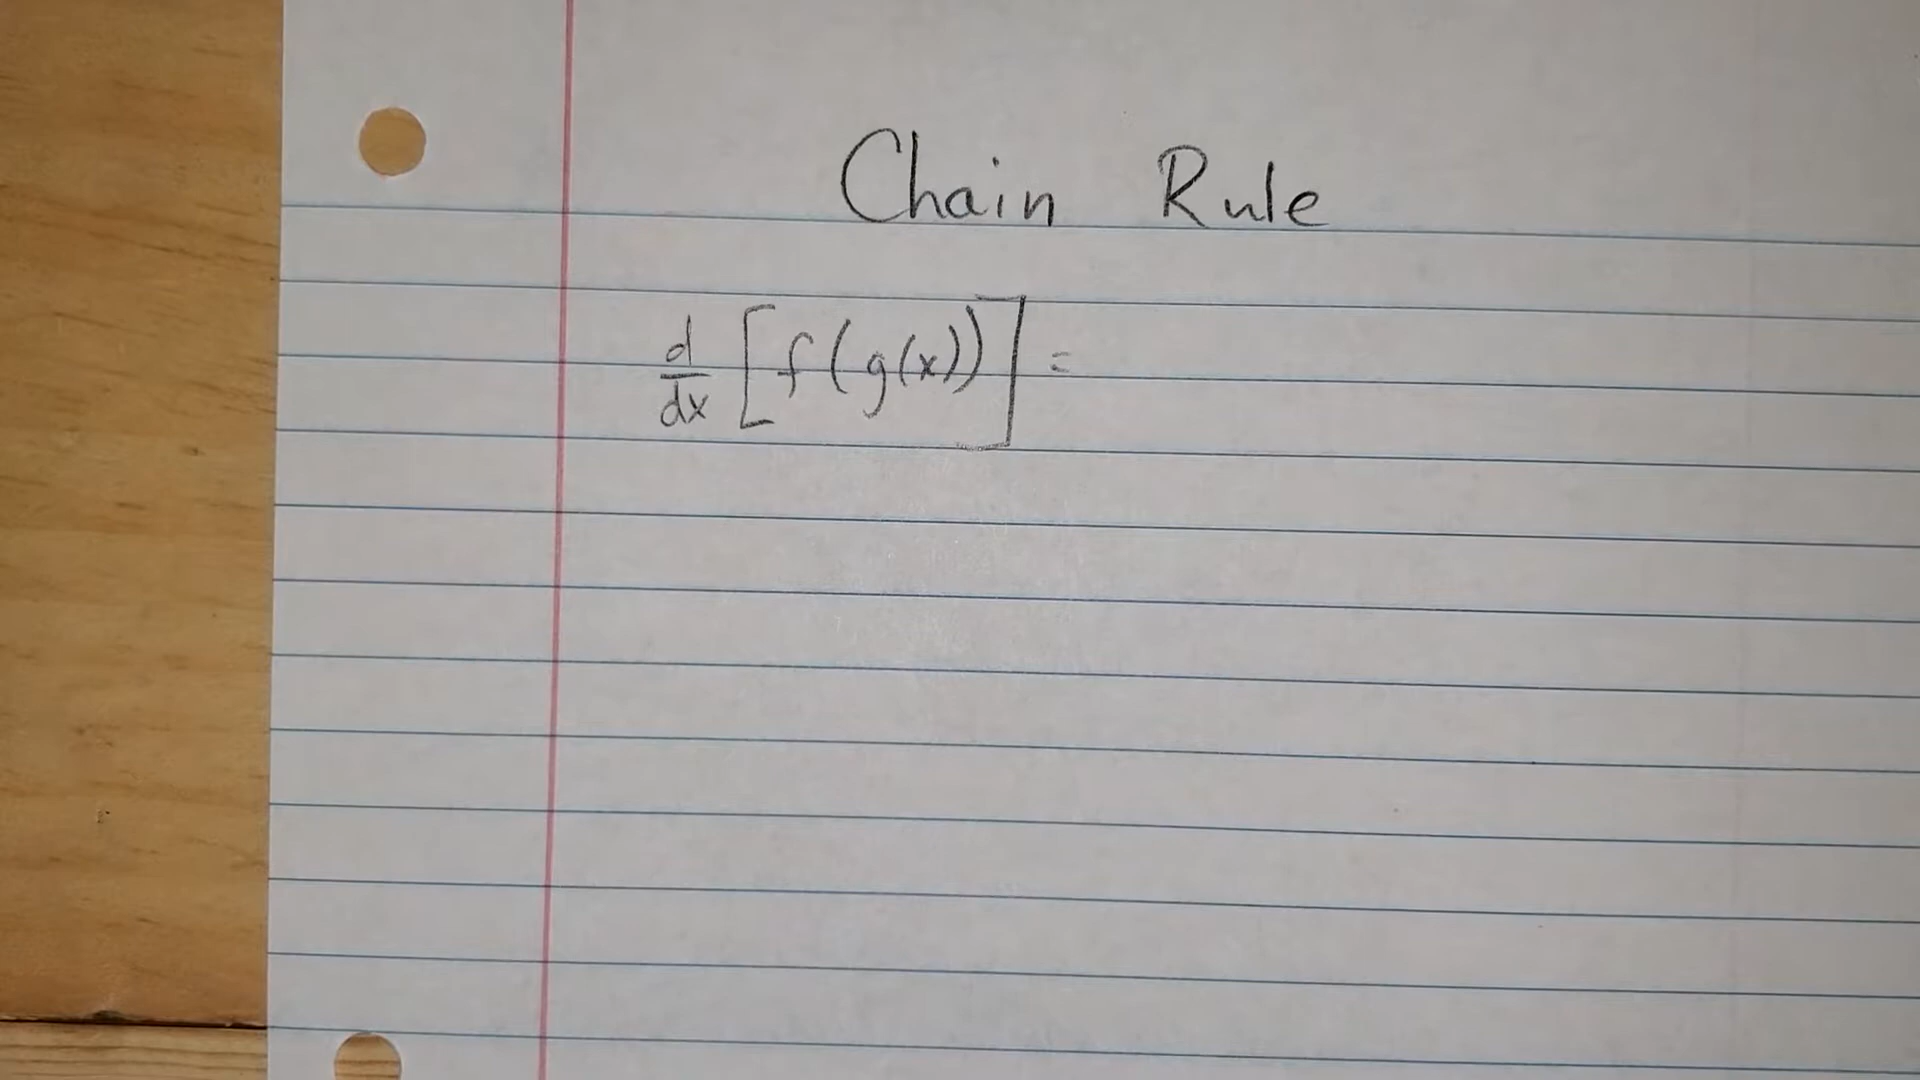 Chain Rule
d/dx [f(g(x))] =